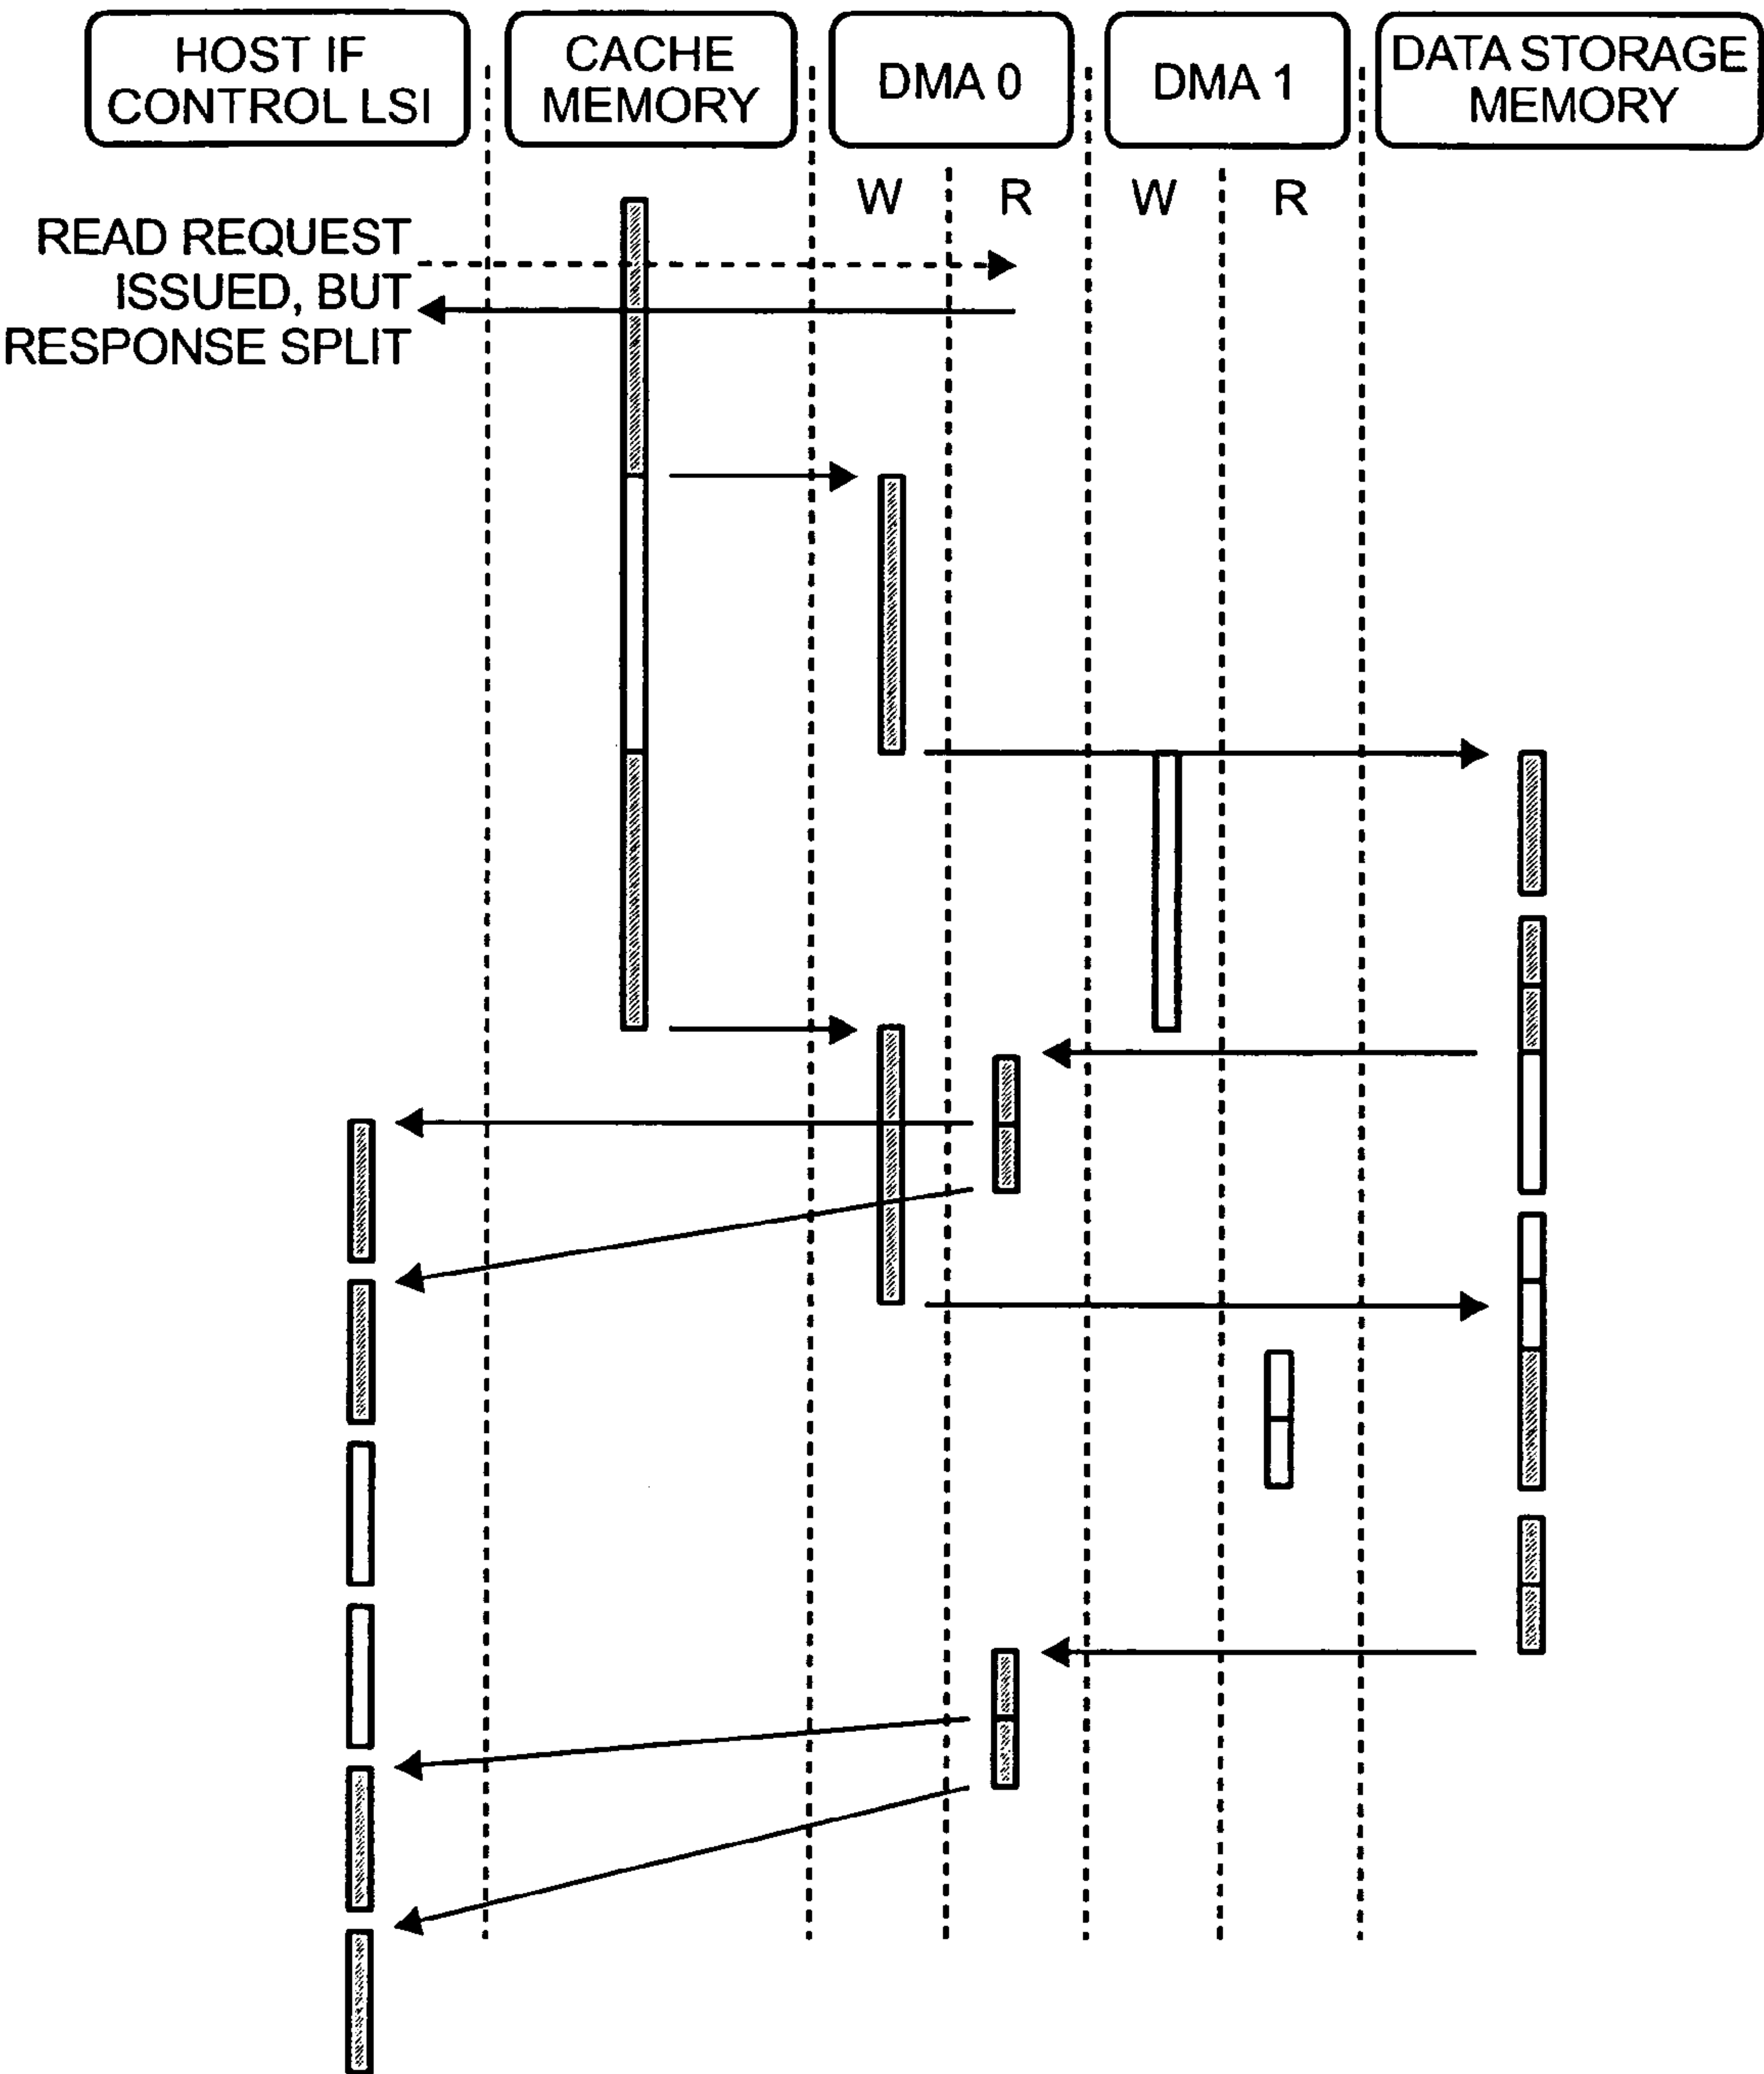 HOST IF
CONTROL LSI
CACHE
MEMORY
DMA 0
DMA 1
DATA STORAGE
MEMORY
W
R
W
R
READ REQUEST
ISSUED, BUT
RESPONSE SPLIT